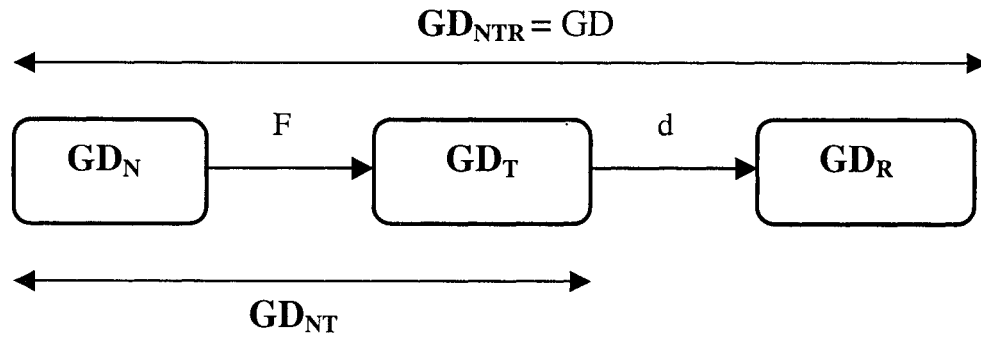 GD_NTR = GD
F
d
GD_N
GD_T
GD_R
GD_NT